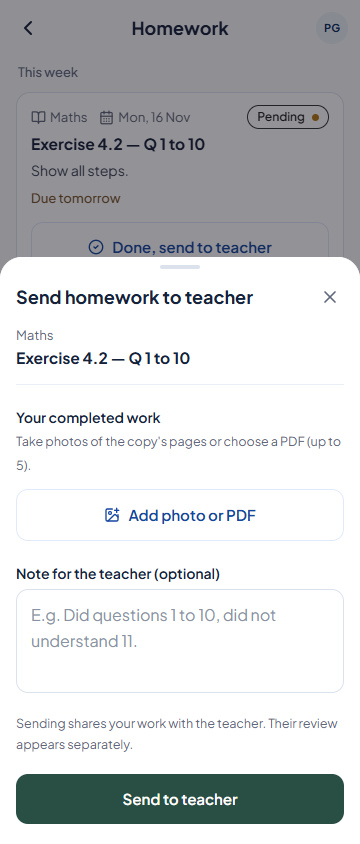 Homework
PG
This week
Maths
Mon, 16 Nov
Pending
Exercise 4.2 — Q 1 to 10
Show all steps.
Due tomorrow
Done, send to teacher
Send homework to teacher
Maths
Exercise 4.2 — Q 1 to 10
Your completed work
Take photos of the copy's pages or choose a PDF (up to
5).
Add photo or PDF
Note for the teacher (optional)
E.g. Did questions 1 to 10, did not
understand 11.
Sending shares your work with the teacher. Their review
appears separately.
Send to teacher